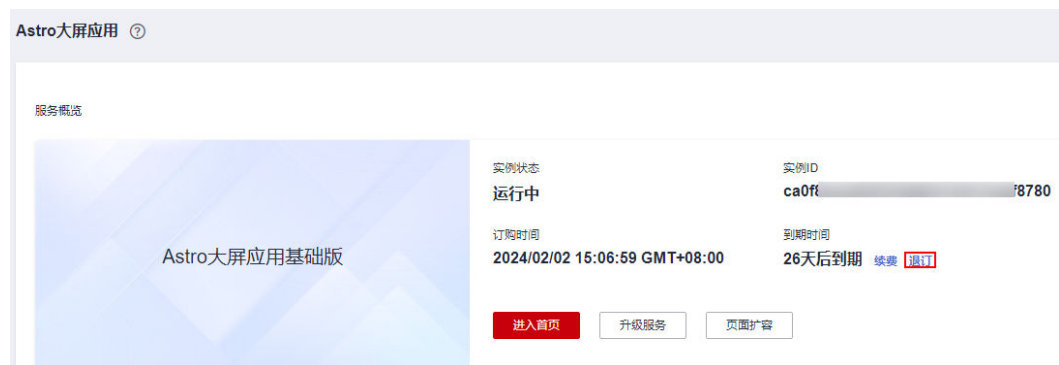 Astro大屏应用 ?
服务概览
Astro大屏应用基础版
实例状态
运行中
实例ID
ca0f8 f8780
订购时间
2024/02/02 15:06:59 GMT+08:00
到期时间
26天后到期 续费 退订
进入首页 升级服务 页面扩容